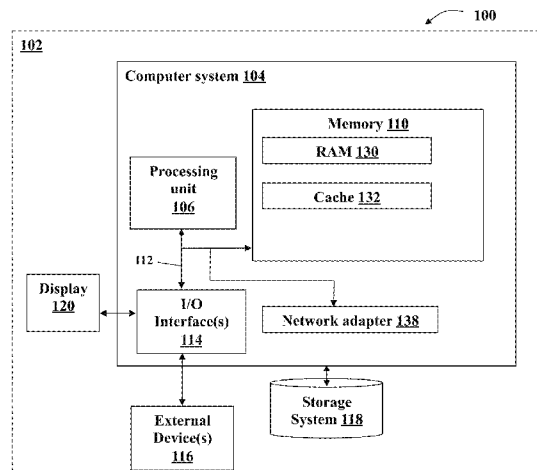 100
102
Computer system 104
Memory 110
RAM 130
Cache 132
Processing
unit
106
112
Display
120
I/O
Interface(s)
114
Network adapter 138
External
Device(s)
116
Storage
System 118